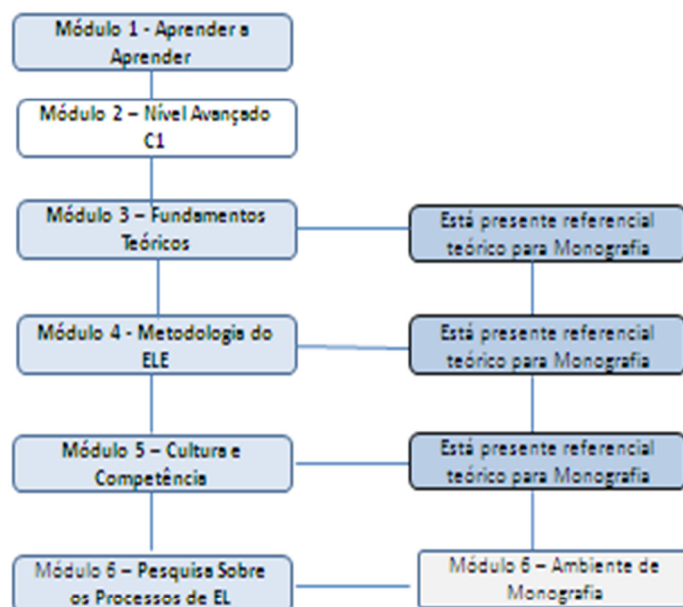 Módulo 1 - Aprender a
Aprender
Módulo 2 – Nível Avançado
C1
Módulo 3 – Fundamentos
Teóricos
Está presente referencial
teórico para Monografia
Módulo 4 - Metodologia do
ELE
Está presente referencial
teórico para Monografia
Módulo 5 – Cultura e
Competência
Está presente referencial
teórico para Monografia
Módulo 6 – Pesquisa Sobre
os Processos de EL
Módulo 6 – Ambiente de
Monografia